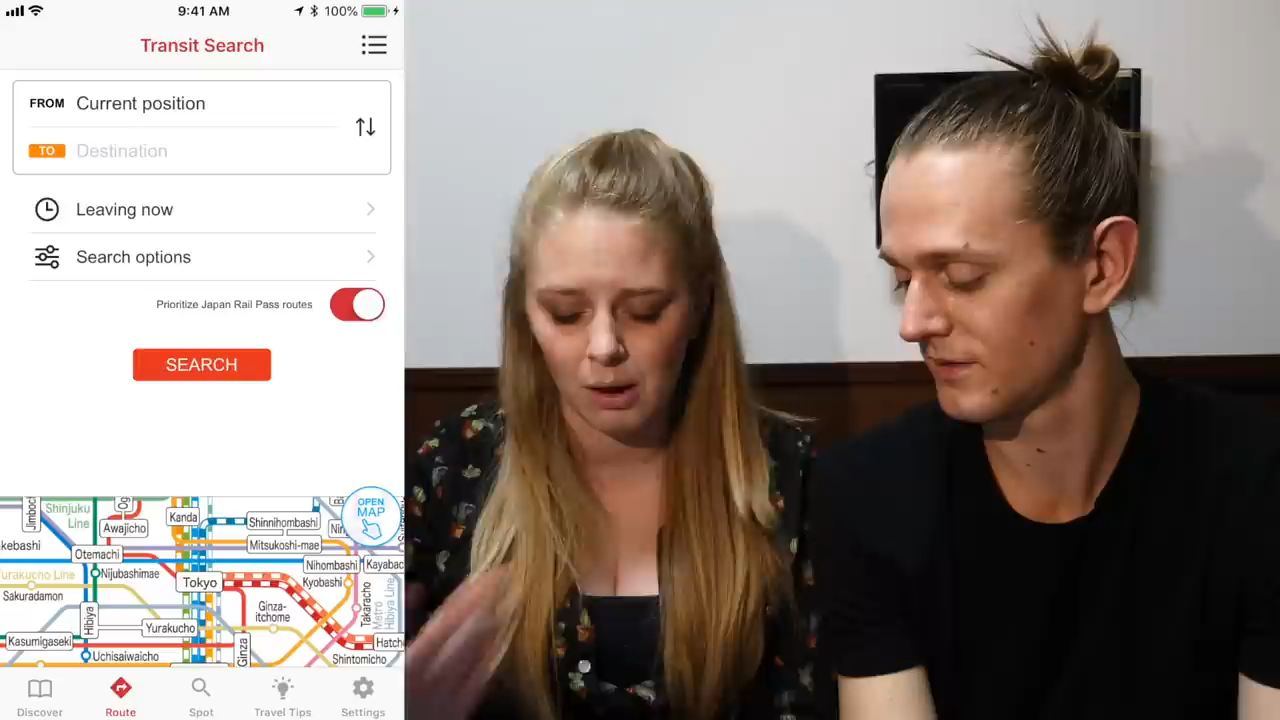 9:41 AM
100%
Transit Search
FROM Current position
TO Destination
Leaving now
Search options
Prioritize Japan Rail Pass routes
SEARCH
OPEN
MAP
Shinjuku
Line
Awajicho
Kanda
Shinnihombashi
Mitsukoshi-mae
kebashi
Otemachi
Nihombashi
Kayabac
Nijubashimae
Tokyo
Kyobashi
Sakuradamon
Hibiya
Ginza-
itchome
Takaracho
Metro
Hibiya Line
Yurakucho
Kasumigaseki
Ginza
Hatch
Uchisaiwaicho
Shintomicho
Discover
Route
Spot
Travel Tips
Settings